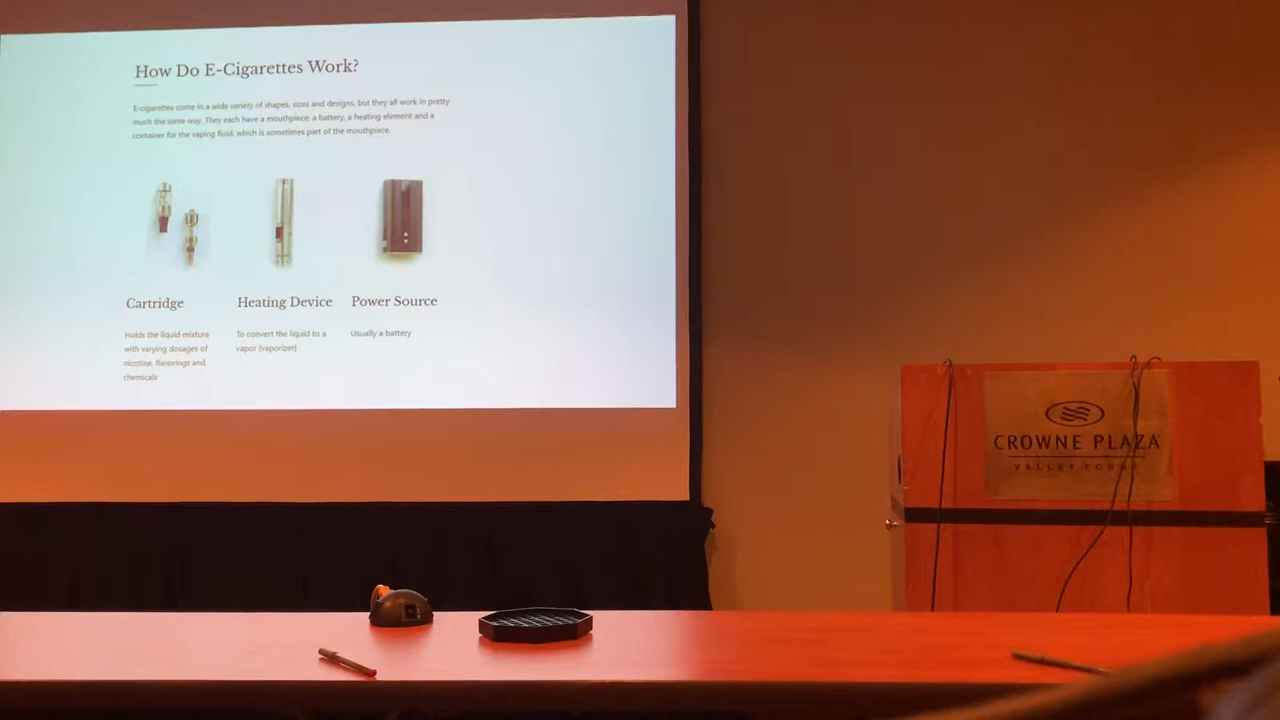 How Do E-Cigarettes Work?
E-cigarettes come in a wide variety of shapes, sizes and designs, but they all work in pretty
much the same way. They each have a mouthpiece, a battery, a heating element and a
container for the vaping fluid, which is sometimes part of the mouthpiece.
Cartridge
Holds the liquid mixture
with varying dosages of
nicotine, flavorings and
chemicals
Heating Device
To convert the liquid to a
vapor (vaporizer)
Power Source
Usually a battery
CROWNE PLAZA
VALLEY FORGE